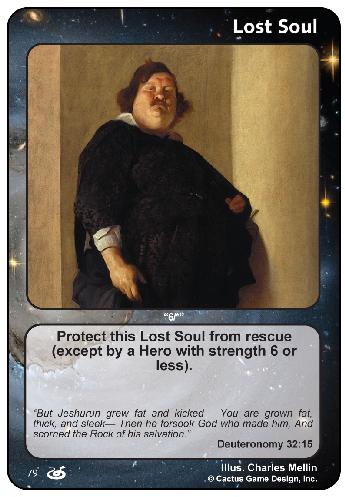 Lost Soul
"6/*"
Protect this Lost Soul from rescue
(except by a Hero with strength 6 or
less).
"But Jeshurun grew fat and kicked— You are grown fat,
thick, and sleek— Then he forsook God who made him, And
scorned the Rock of his salvation."
Deuteronomy 32:15
Illus. Charles Mellin
© Cactus Game Design, Inc.